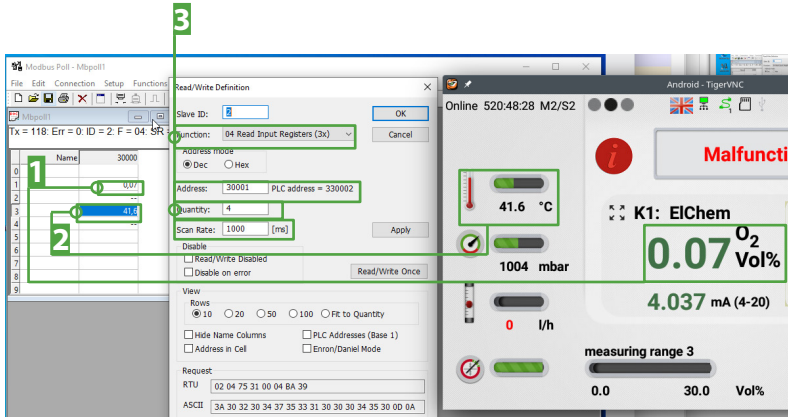 3
Modbus Poll - Mbpoll1
File Edit Connection Setup Functions
Mbpoll1
Tx = 118: Err = 0: ID = 2: F = 04: SR =
Name 30000
0
1 0,07
2 --
3 41,6
4 --
5
6
7
8
9
1
2
Read/Write Definition
Slave ID: 2
OK
Function: 04 Read Input Registers (3x)
Cancel
Address mode
Dec Hex
Address: 30001 PLC address = 330002
Quantity: 4
Scan Rate: 1000 [ms]
Apply
Disable
Read/Write Disabled
Disable on error
Read/Write Once
View
Rows
10 20 50 100 Fit to Quantity
Hide Name Columns PLC Addresses (Base 1)
Address in Cell Enron/Daniel Mode
Request
RTU 02 04 75 31 00 04 BA 39
ASCII 3A 30 32 30 34 37 35 33 31 30 30 30 34 35 30 0D 0A
Android - TigerVNC
Online 520:48:28 M2/S2
Malfuncti
41.6 °C
K1: ElChem
0.07 O2 Vol%
1004 mbar
4.037 mA (4-20)
0 l/h
measuring range 3
0.0 30.0 Vol%